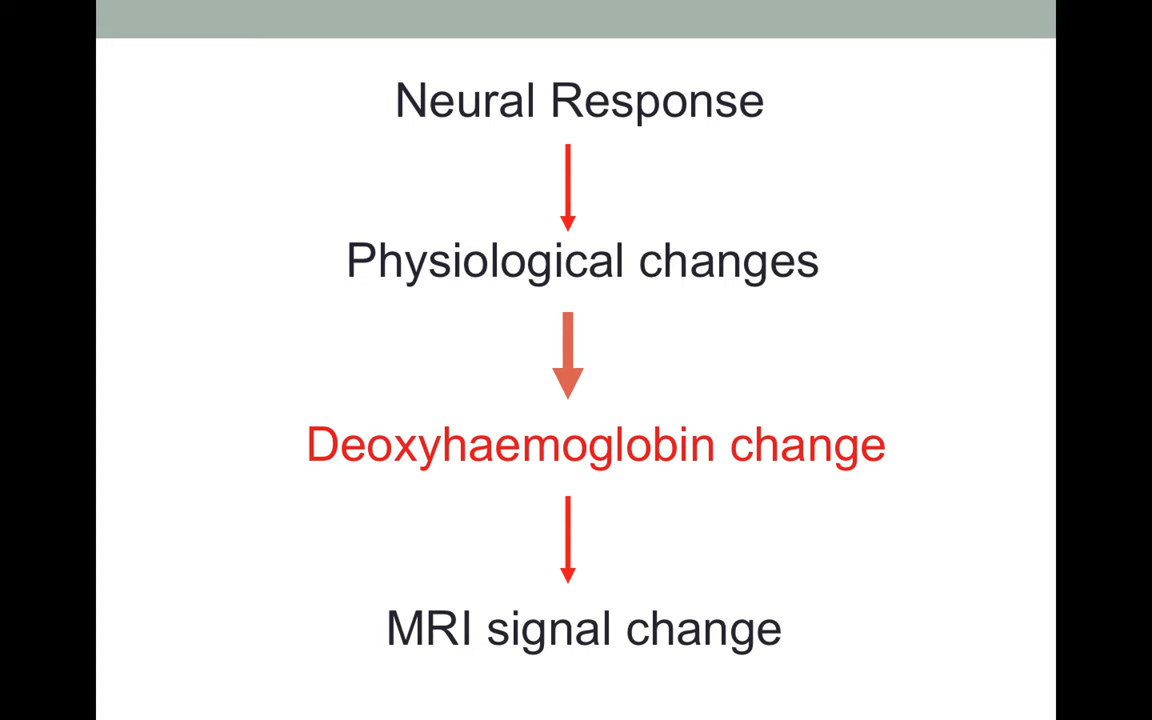 Neural Response
Physiological changes
Deoxyhaemoglobin change
MRI signal change